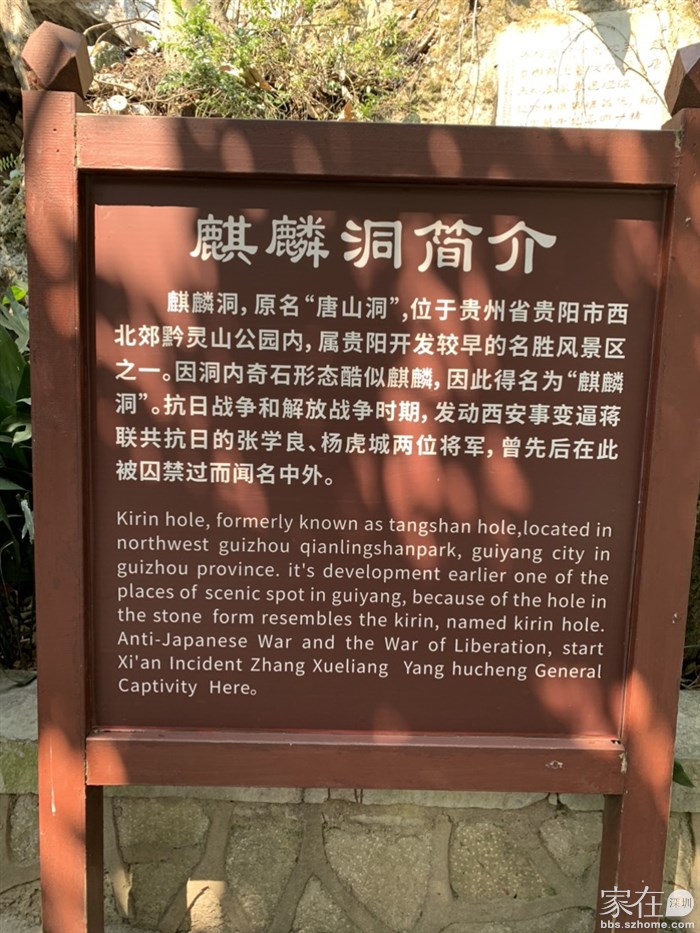 麒麟洞简介
麒麟洞，原名“唐山洞”,位于贵州省贵阳市西
北郊黔灵山公园内，属贵阳开发较早的名胜风景区
之一。因洞内奇石形态酷似麒麟，因此得名为“麒麟
洞”。抗日战争和解放战争时期，发动西安事变逼蒋
联共抗日的张学良、杨虎城两位将军，曾先后在此
被囚禁过而闻名中外。
Kirin hole, formerly known as tangshan hole,located in
northwest guizhou qianlingshanpark, guiyang city in
guizhou province. it's development earlier one of the
places of scenic spot in guiyang, because of the hole in
the stone form resembles the kirin, named kirin hole.
Anti-Japanese War and the War of Liberation, start
Xi'an Incident Zhang Xueliang Yang hucheng General
Captivity Here。
家在深圳
bbs.szhome.com